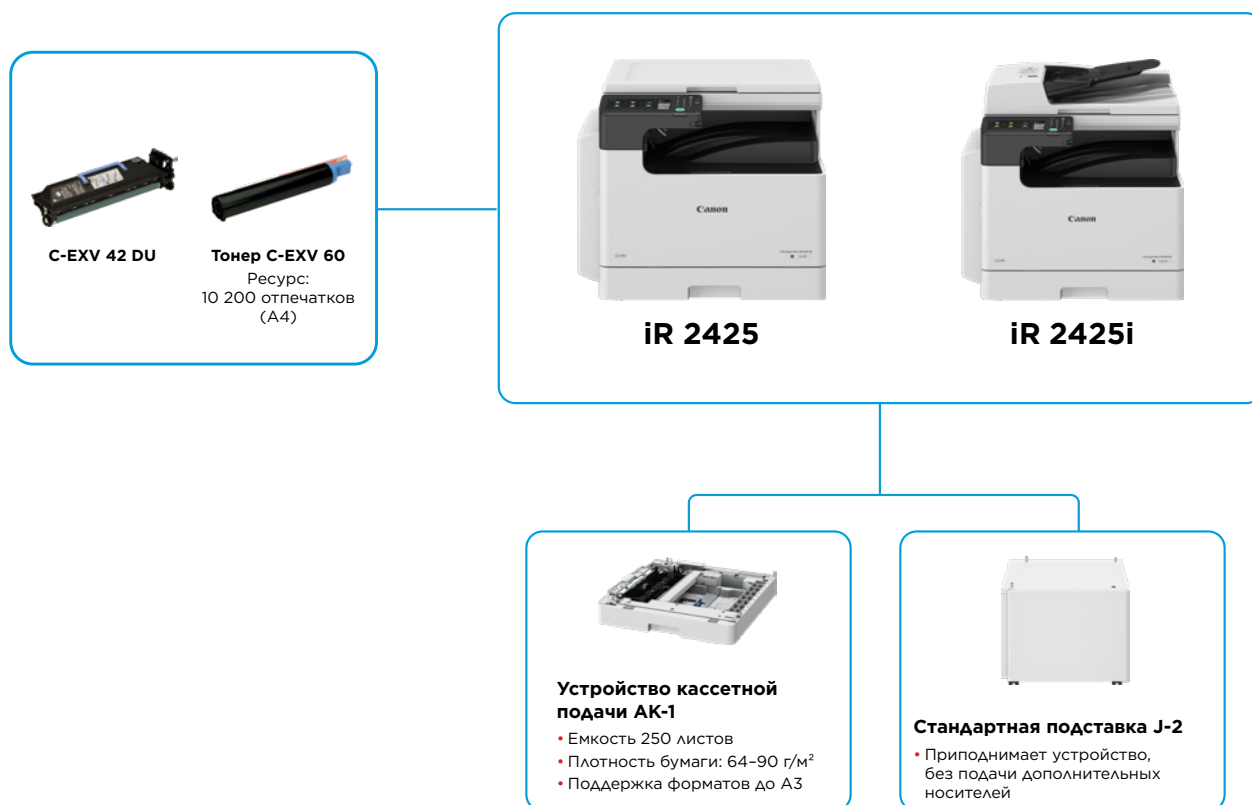 C-EXV 42 DU
Тонер C-EXV 60
Ресурс:
10 200 отпечатков
(A4)
Canon
iR 2425
Canon
iR 2425i
Устройство кассетной
подачи AK-1
• Емкость 250 листов
• Плотность бумаги: 64–90 г/м²
• Поддержка форматов до A3
Стандартная подставка J-2
• Приподнимает устройство,
без подачи дополнительных
носителей